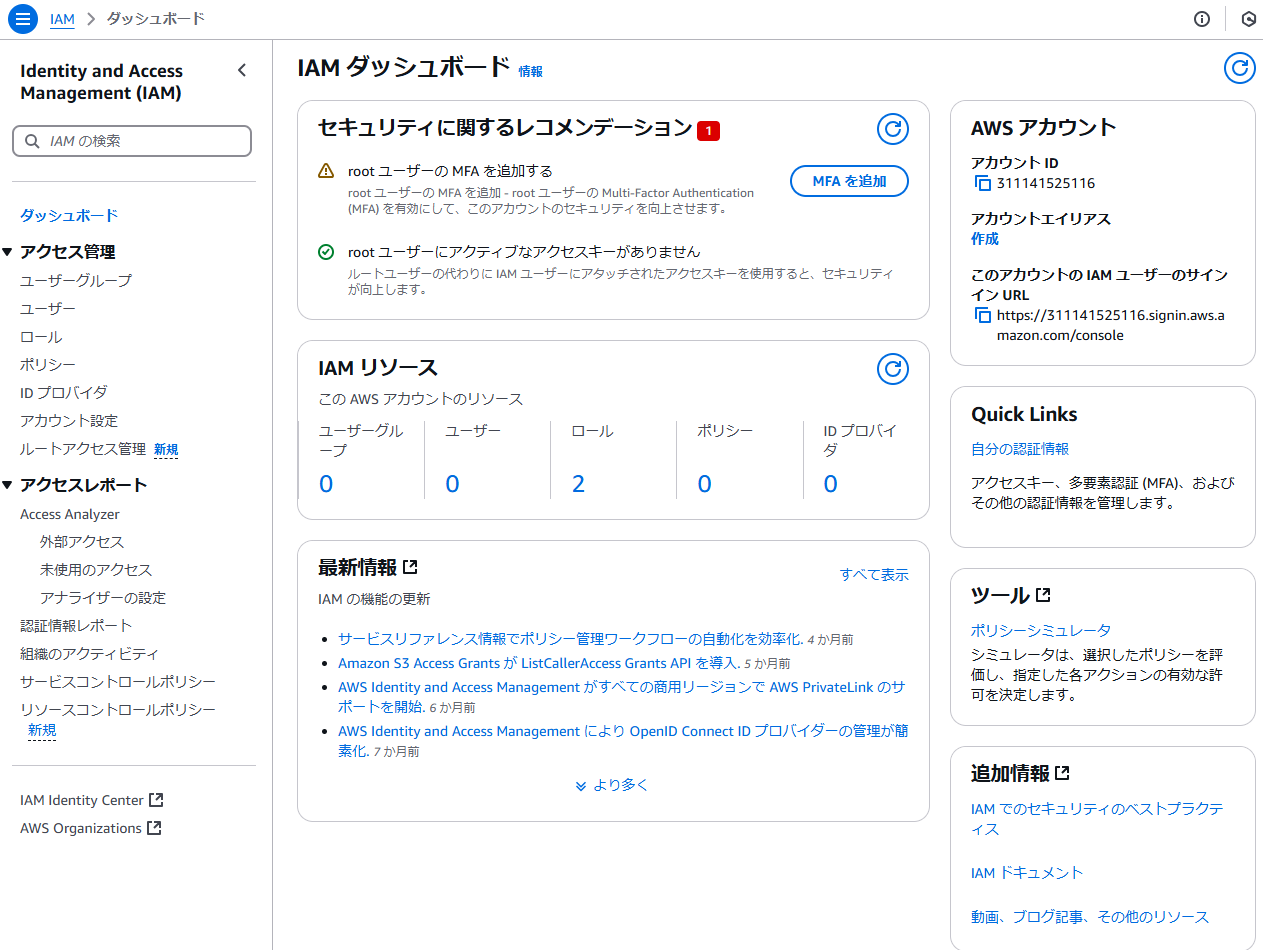 IAM > ダッシュボード
Identity and Access
Management (IAM)
IAM の検索
ダッシュボード
アクセス管理
ユーザーグループ
ユーザー
ロール
ポリシー
ID プロバイダ
アカウント設定
ルートアクセス管理 新規
アクセスレポート
Access Analyzer
外部アクセス
未使用のアクセス
アナライザーの設定
認証情報レポート
組織のアクティビティ
サービスコントロールポリシー
リソースコントロールポリシー
新規
IAM Identity Center
AWS Organizations
IAM ダッシュボード 情報
セキュリティに関するレコメンデーション 1
root ユーザーの MFA を追加する
root ユーザーの MFA を追加 - root ユーザーの Multi-Factor Authentication
(MFA) を有効にして、このアカウントのセキュリティを向上させます。
MFA を追加
root ユーザーにアクティブなアクセスキーがありません
ルートユーザーの代わりに IAM ユーザーにアタッチされたアクセスキーを使用すると、セキュリティ
が向上します。
IAM リソース
この AWS アカウントのリソース
ユーザーグル
ープ
0
ユーザー
0
ロール
2
ポリシー
0
ID プロバイ
ダ
0
最新情報
すべて表示
IAM の機能の更新
サービスリファレンス情報でポリシー管理ワークフローの自動化を効率化. 4 か月前
Amazon S3 Access Grants が ListCallerAccess Grants API を導入. 5 か月前
AWS Identity and Access Management がすべての商用リージョンで AWS PrivateLink のサ
ポートを開始. 6 か月前
AWS Identity and Access Management により OpenID Connect ID プロバイダーの管理が簡
素化. 7 か月前
より多く
AWS アカウント
アカウント ID
311141525116
アカウントエイリアス
作成
このアカウントの IAM ユーザーのサイン
イン URL
https://311141525116.signin.aws.a
mazon.com/console
Quick Links
自分の認証情報
アクセスキー、多要素認証 (MFA)、および
その他の認証情報を管理します。
ツール
ポリシーシミュレータ
シミュレータは、選択したポリシーを評
価し、指定した各アクションの有効な許
可を決定します。
追加情報
IAM でのセキュリティのベストプラクテ
ィス
IAM ドキュメント
動画、ブログ記事、その他のリソース